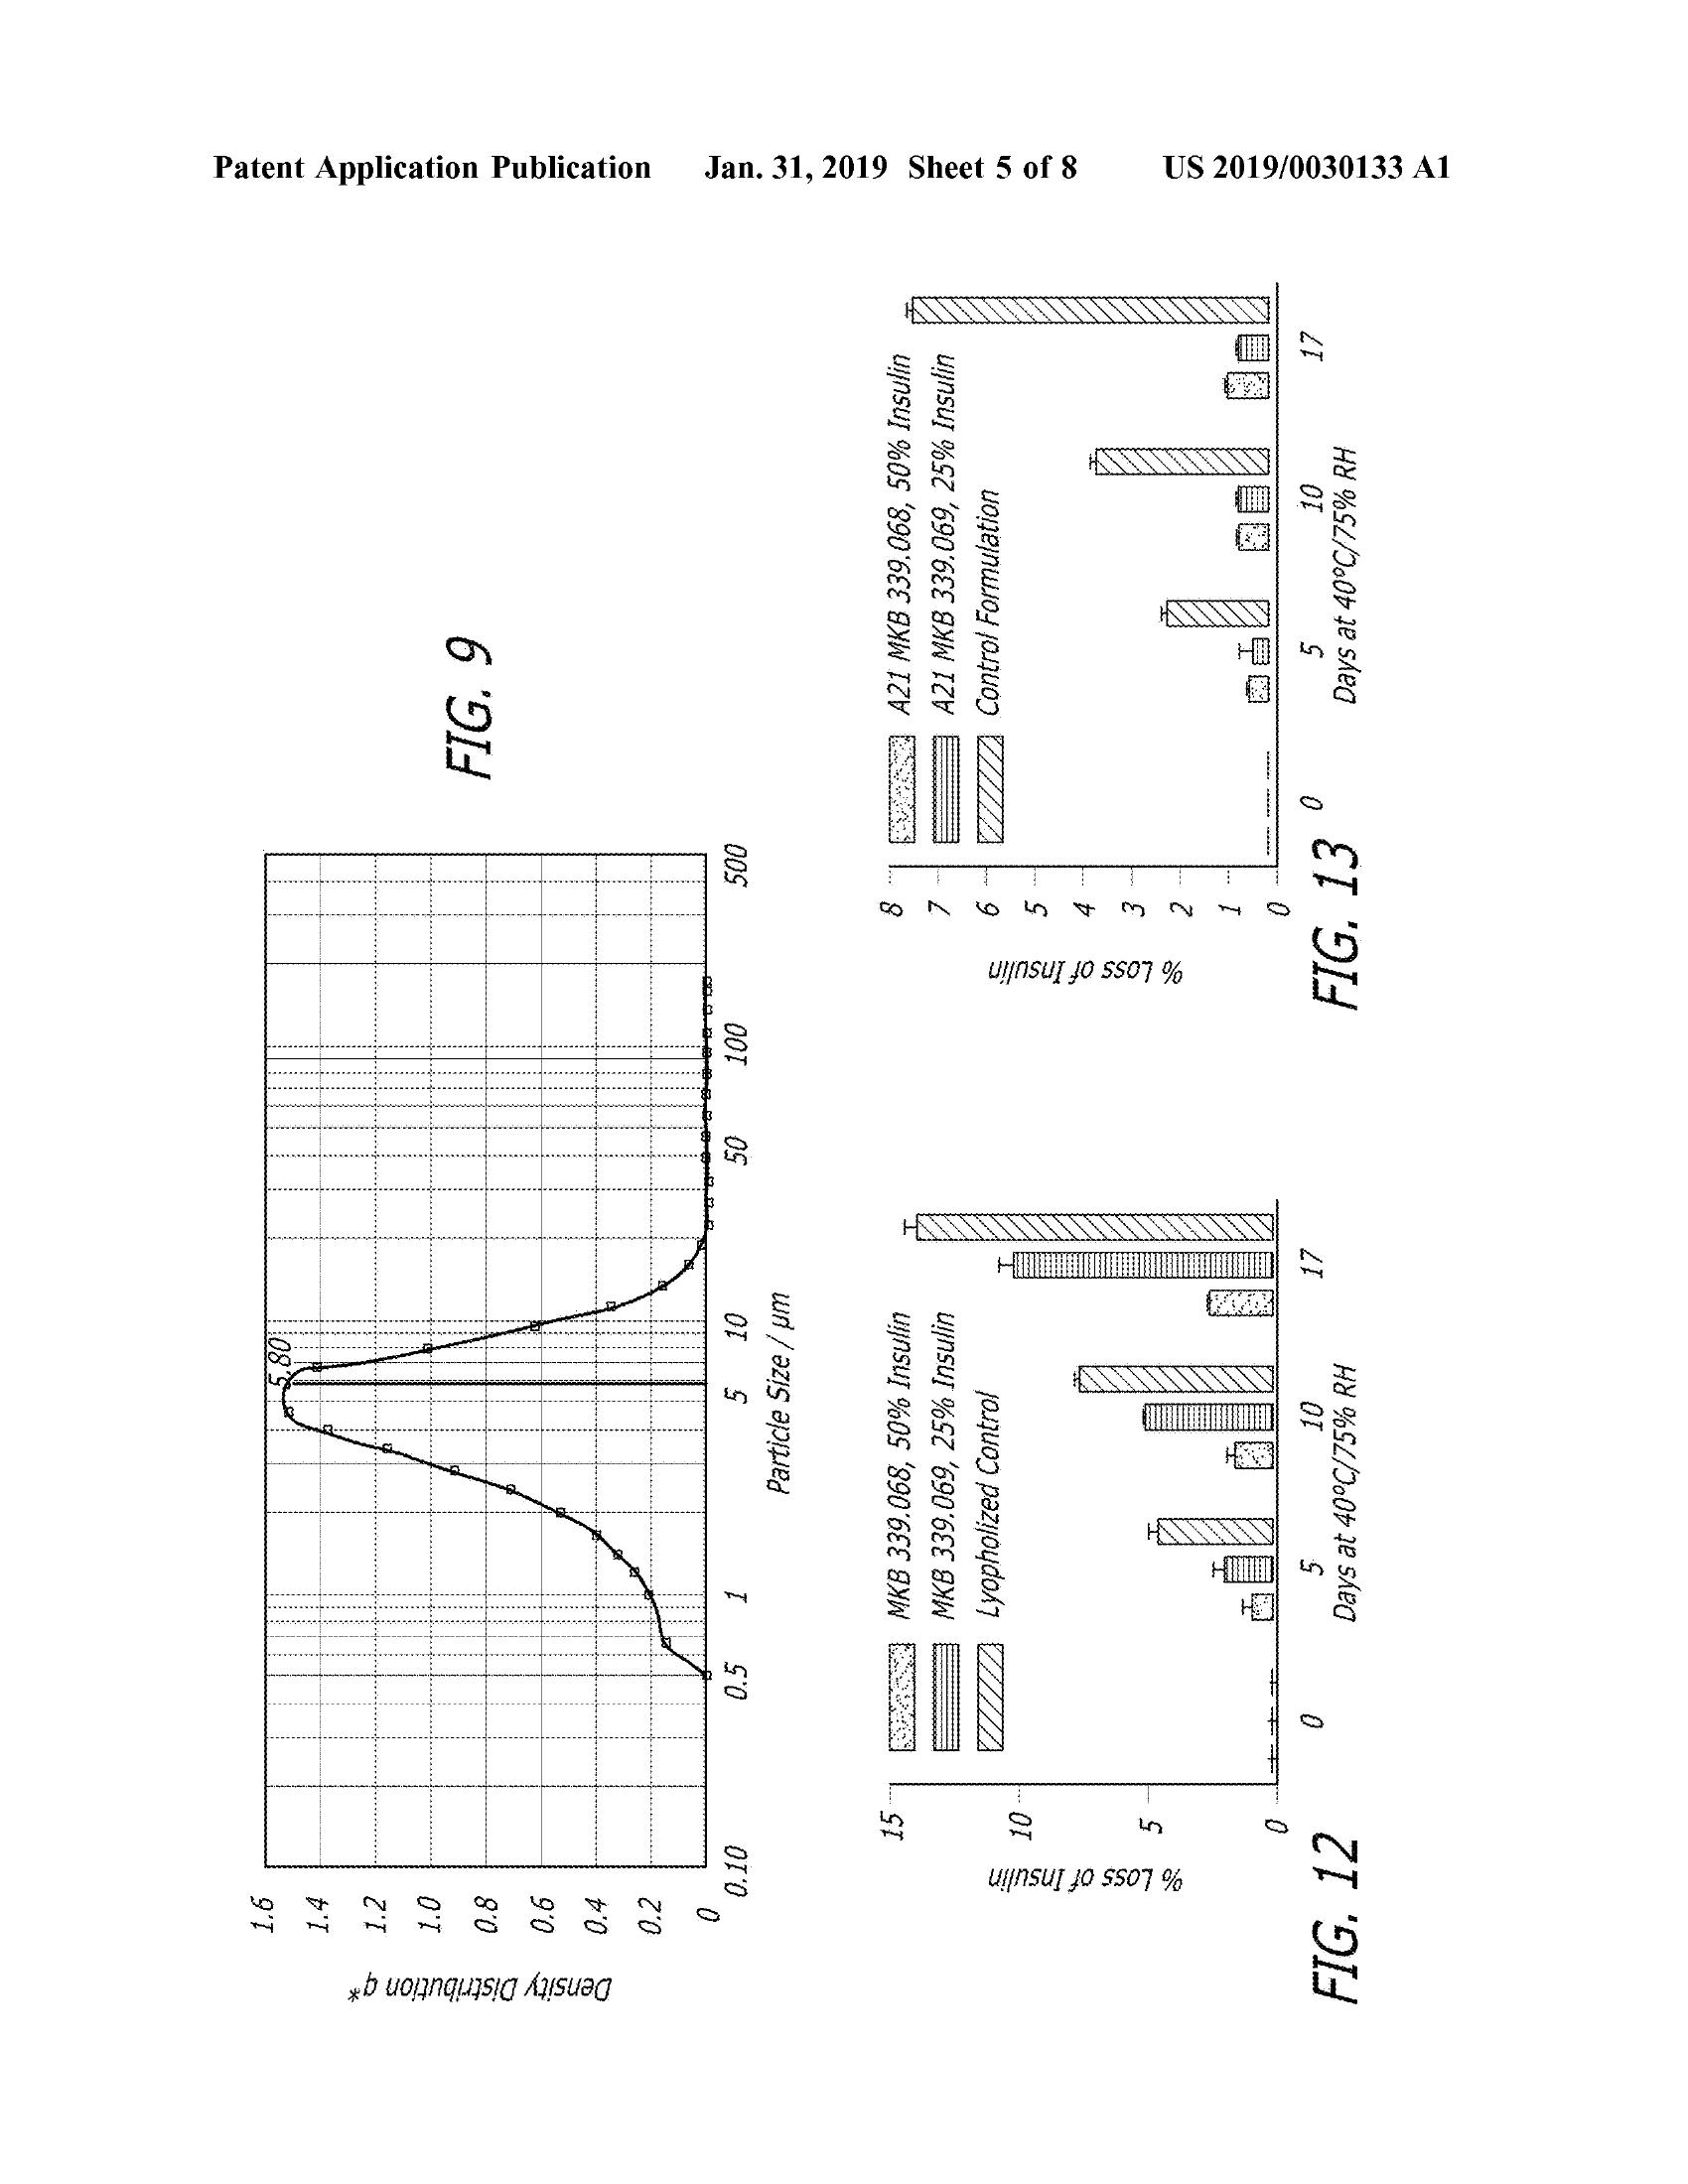 Patent Application Publication Jan. 31, 2019 Sheet 5 of 8 US 2019/0030133 A1
Density Distribution q*
1.6
1.4
1.2
1.0
0.8
0.6
0.4
0.2
0
5,80
0.10 0.5 1 5 10 50 100 500
Particle Size / μm
FIG. 9
% Loss of Insulin
15
10
5
0
MKB 339.068, 50% Insulin
MKB 339.069, 25% Insulin
Lyopholized Control
0 5 10 17
Days at 40°C/75% RH
FIG. 12
% Loss of Insulin
8
7
6
5
4
3
2
1
0
A21 MKB 339.068, 50% Insulin
A21 MKB 339.069, 25% Insulin
Control Formulation
0 5 10 17
Days at 40°C/75% RH
FIG. 13